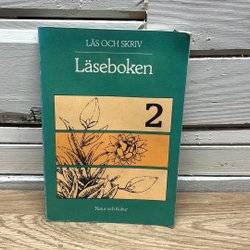 LÄS OCH SKRIV
Läseboken
2
Natur och Kultur